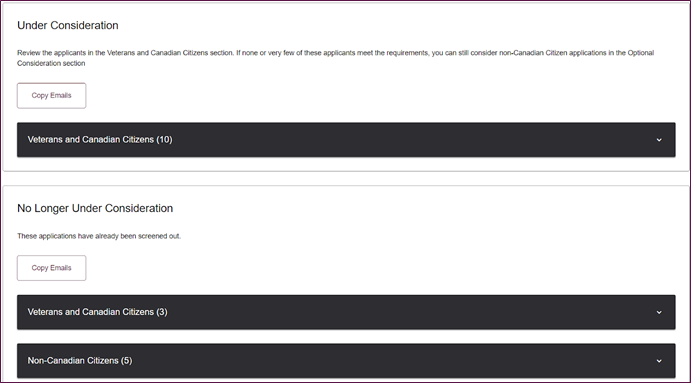 Under Consideration
Review the applicants in the Veterans and Canadian Citizens section. If none or very few of these applicants meet the requirements, you can still consider non-Canadian Citizen applications in the Optional
Consideration section
Copy Emails
Veterans and Canadian Citizens (10)
No Longer Under Consideration
These applications have already been screened out.
Copy Emails
Veterans and Canadian Citizens (3)
Non-Canadian Citizens (5)